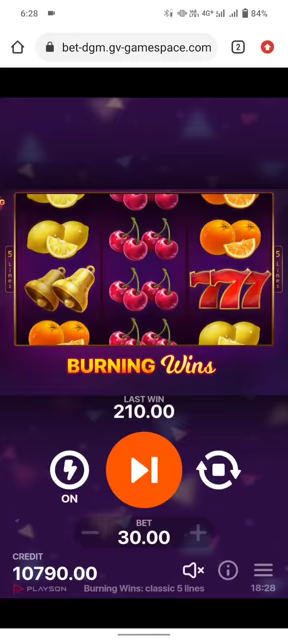 6:28 4G+ 84%
bet-dgm.gv-gamespace.com 2
5 Lines 5 Lines
777
BURNING Wins
LAST WIN
210.00
ON
BET
30.00
CREDIT
10790.00
PLAYSON Burning Wins: classic 5 lines 18:28